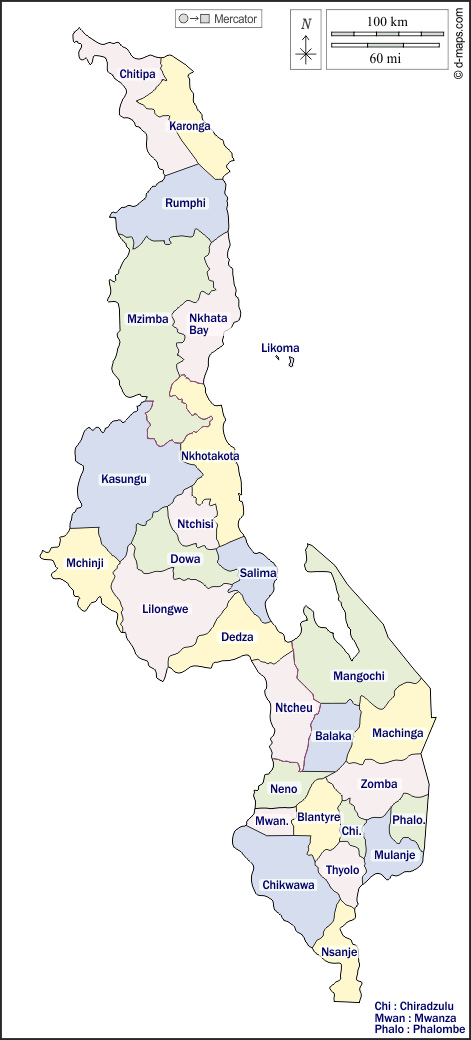 Mercator
N
100 km
60 mi
© d-maps.com
Chitipa
Karonga
Rumphi
Mzimba
Nkhata
Bay
Likoma
Nkhotakota
Kasungu
Ntchisi
Dowa
Mchinji
Salima
Lilongwe
Dedza
Mangochi
Ntcheu
Balaka
Machinga
Zomba
Neno
Mwan.
Blantyre
Chi.
Phalo.
Mulanje
Thyolo
Chikwawa
Nsanje
Chi : Chiradzulu
Mwan : Mwanza
Phalo : Phalombe